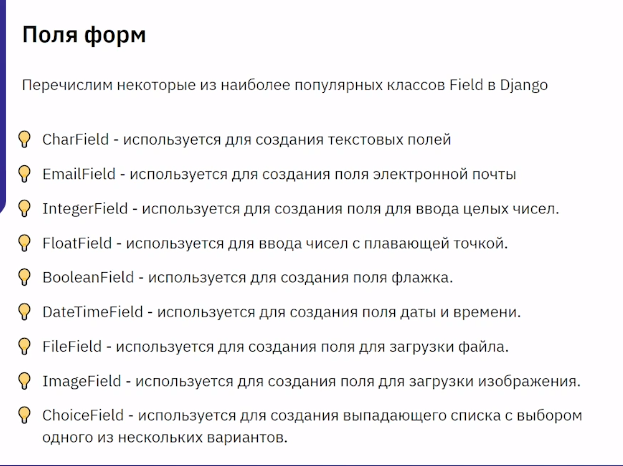 Поля форм
Перечислим некоторые из наиболее популярных классов Field в Django
CharField - используется для создания текстовых полей
EmailField - используется для создания поля электронной почты
IntegerField - используется для создания поля для ввода целых чисел.
FloatField - используется для ввода чисел с плавающей точкой.
BooleanField - используется для создания поля флажка.
DateTimeField - используется для создания поля даты и времени.
FileField - используется для создания поля для загрузки файла.
ImageField - используется для создания поля для загрузки изображения.
ChoiceField - используется для создания выпадающего списка с выбором
одного из нескольких вариантов.